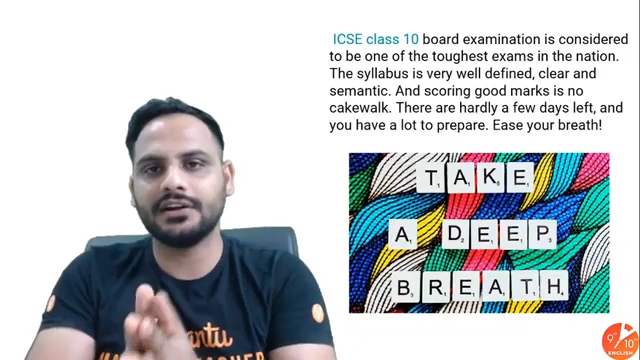 ICSE class 10 board examination is considered
to be one of the toughest exams in the nation.
The syllabus is very well defined, clear and
semantic. And scoring good marks is no
cakewalk. There are hardly a few days left, and
you have a lot to prepare. Ease your breath!
TAKE
A DEEP
BREATH
9 10
ENGLISH